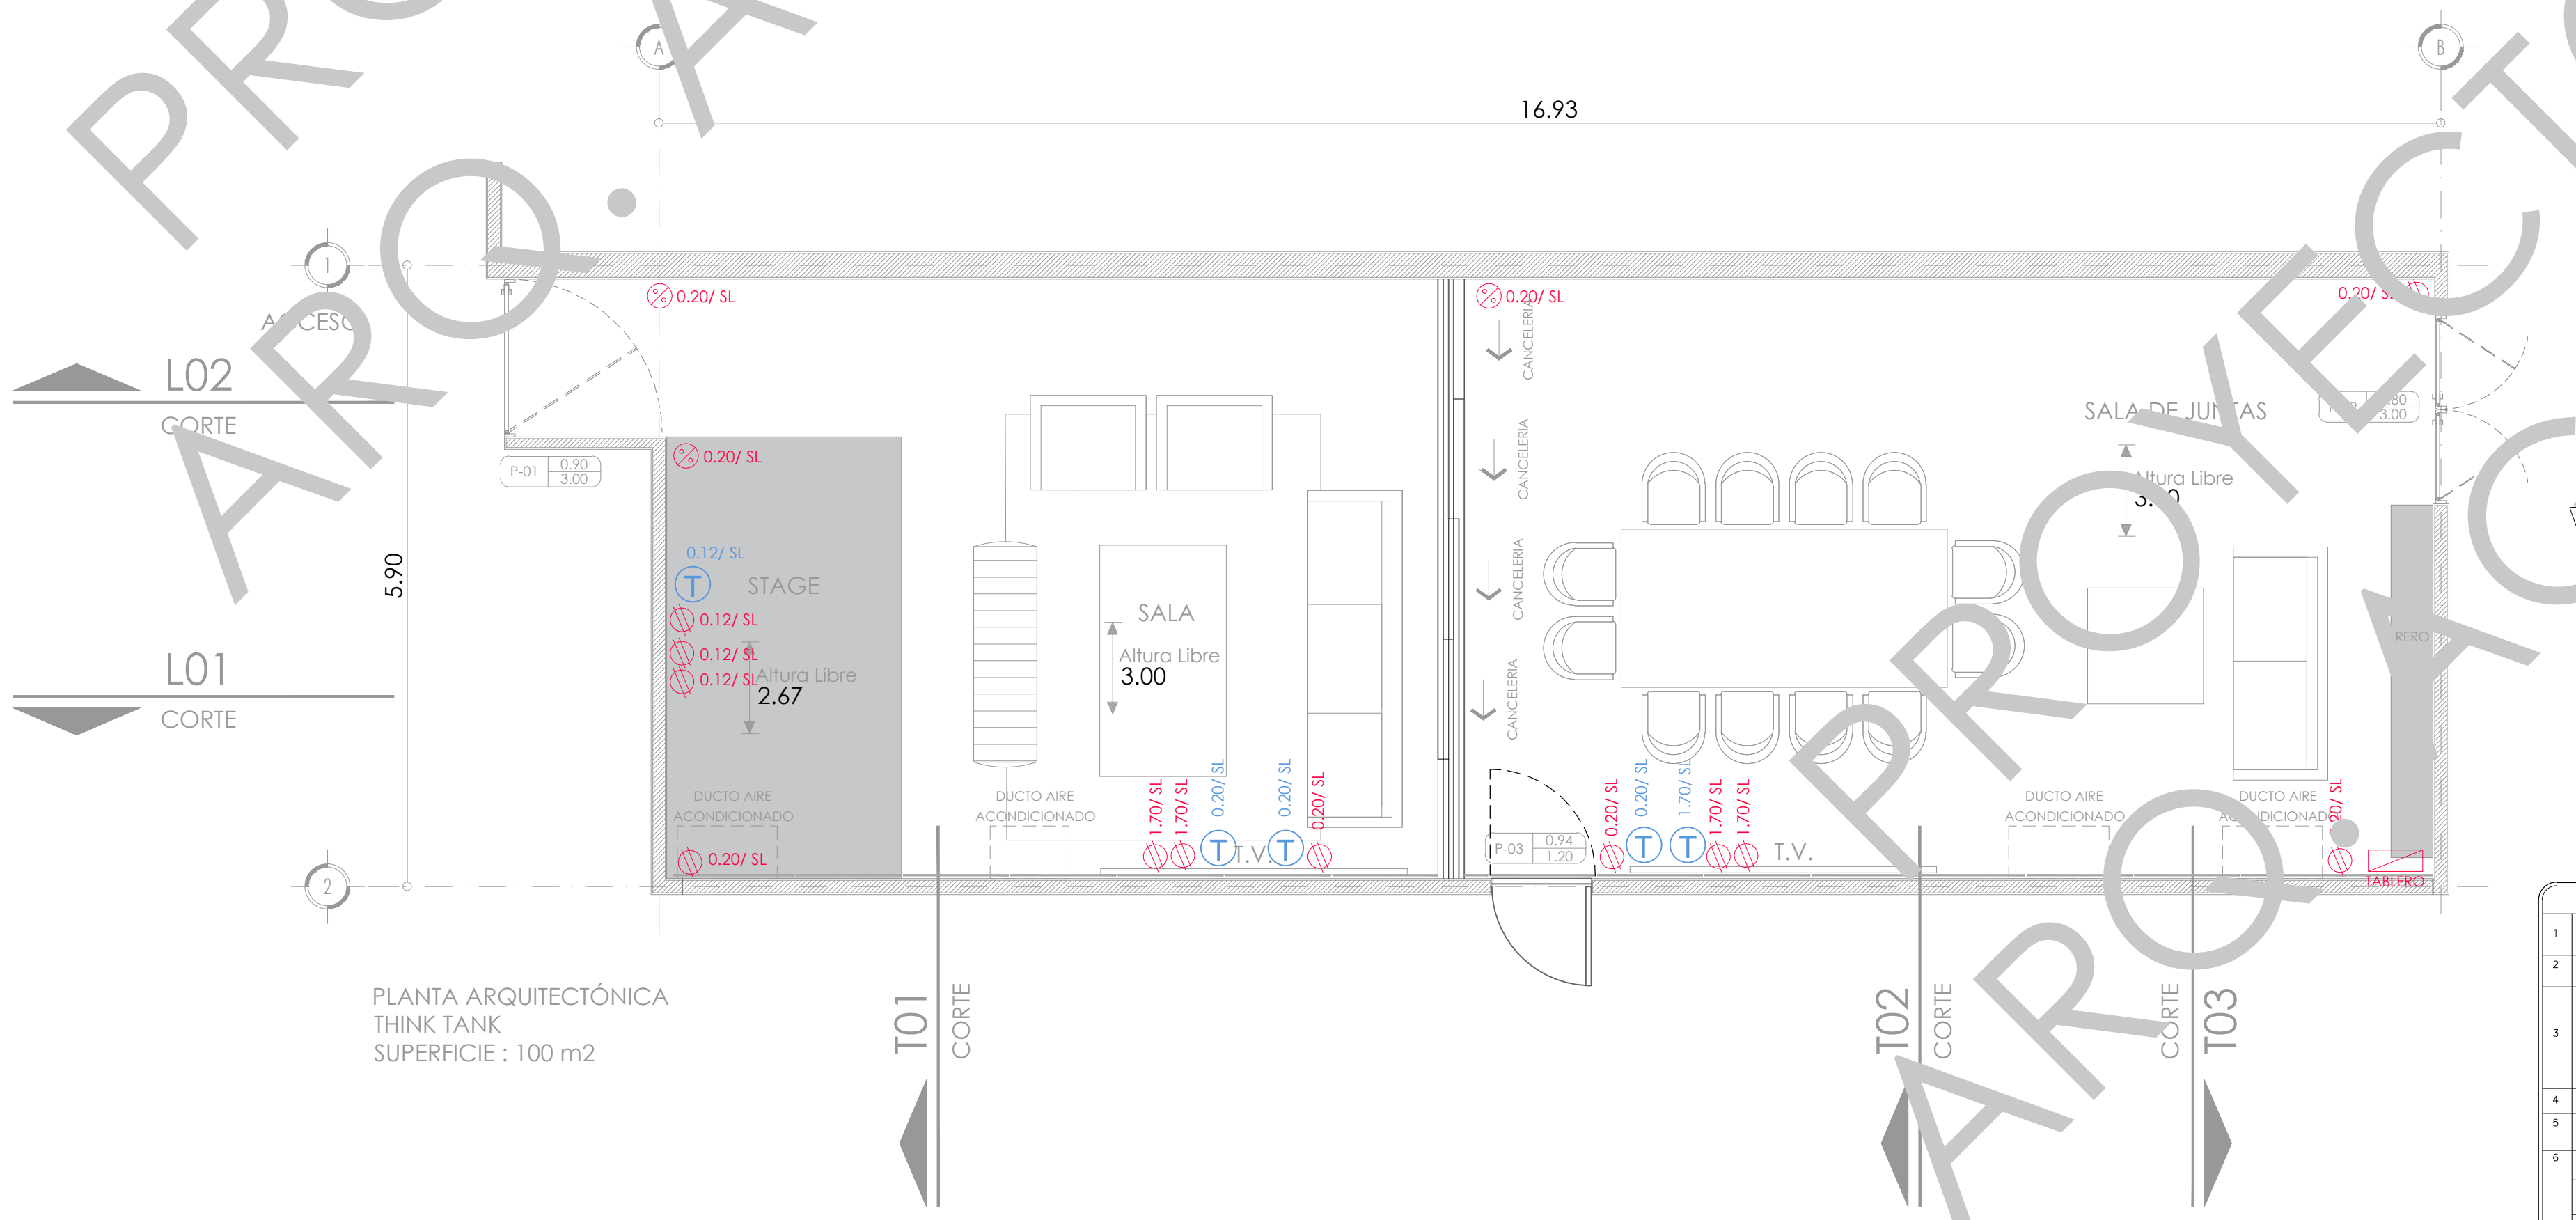 A
B
16.93
1
0.20/ SL
0.20/ SL
L02
CORTE
SALA DE JUNTAS
3.00
P-01
0.90
3.00
0.20/ SL
Altura Libre
CANCELERIA
CANCELERIA
CANCELERIA
CANCELERIA
0.12/ SL
STAGE
5.90
SALA
0.12/ SL
0.12/ SL
0.12/ SL
Altura Libre
2.67
Altura Libre
3.00
L01
CORTE
DUCTO AIRE
ACONDICIONADO
DUCTO AIRE
ACONDICIONADO
1.70/ SL
1.70/ SL
0.20/ SL
0.20/ SL
0.20/ SL
0.20/ SL
0.20/ SL
1.70/ SL
1.70/ SL
1.70/ SL
DUCTO AIRE
ACONDICIONADO
DUCTO AIRE
ACONDICIONADO
T
T
T
T
T
T.V.
T.V.
P-03
0.94
1.20
0.20/ SL
TABLERO
2
PLANTA ARQUITECTÓNICA
THINK TANK
SUPERFICIE : 100 m2
T01
CORTE
T02
CORTE
CORTE
T03
1
2
3
4
5
6